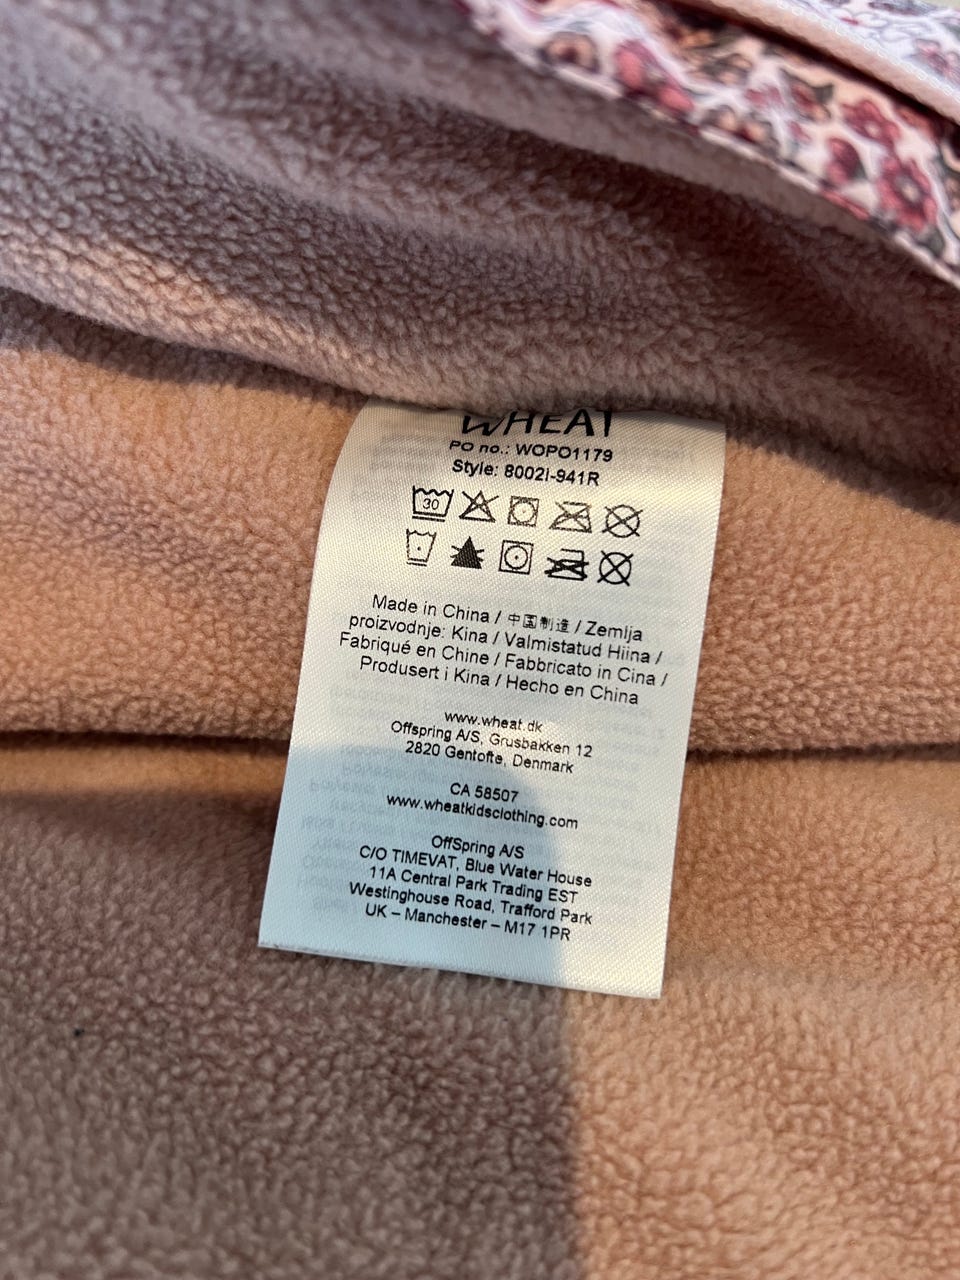 WHEAT
PO no.: WOPO1179
Style: 8002i-941R
30
Made in China / 中国制造 / Zemlja
proizvodnje: Kina / Valmistatud Hiina /
Fabriqué en Chine / Fabbricato in Cina /
Produsert i Kina / Hecho en China
www.wheat.dk
Offspring A/S, Grusbakken 12
2820 Gentofte, Denmark
CA 58507
www.wheatkidsclothing.com
OffSpring A/S
C/O TIMEVAT, Blue Water House
11A Central Park Trading EST
Westinghouse Road, Trafford Park
UK – Manchester – M17 1PR